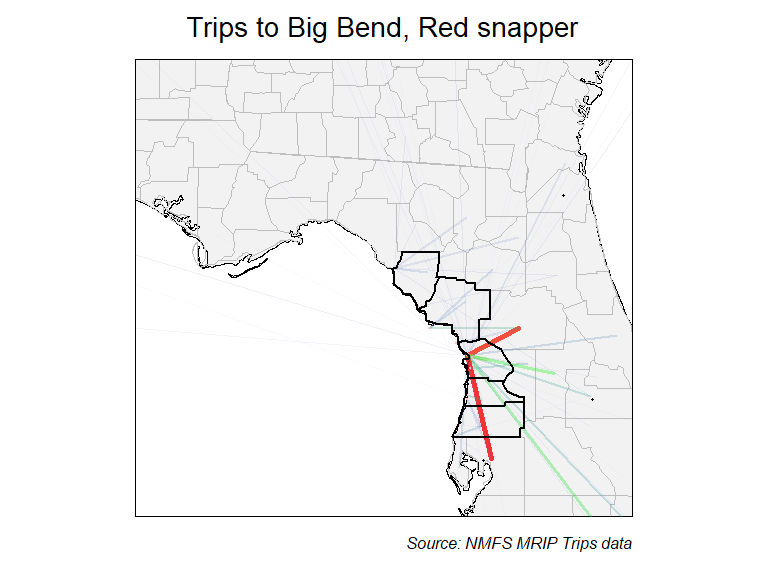 Trips to Big Bend, Red snapper
Source: NMFS MRIP Trips data